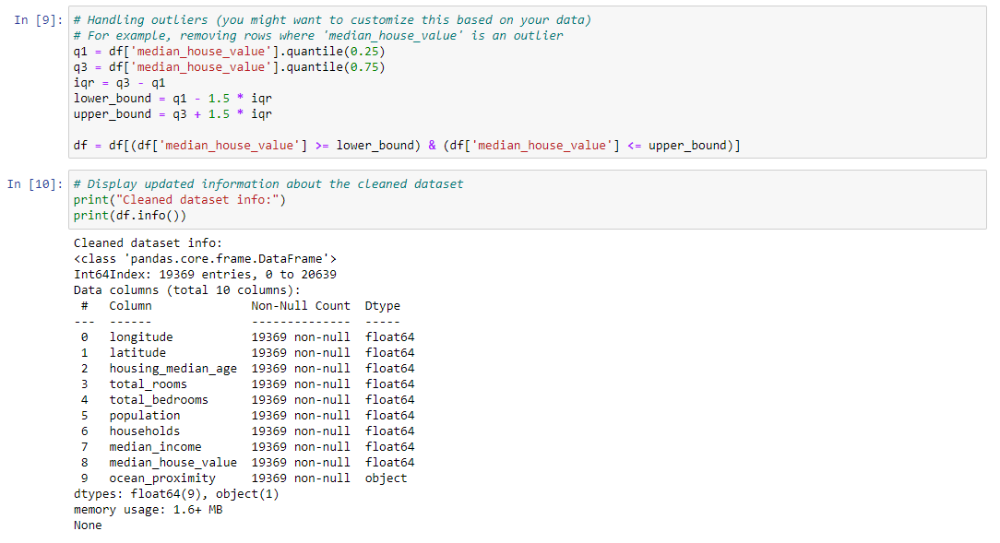 In [9]: # Handling outliers (you might want to customize this based on your data)
# For example, removing rows where 'median_house_value' is an outlier
q1 = df['median_house_value'].quantile(0.25)
q3 = df['median_house_value'].quantile(0.75)
iqr = q3 - q1
lower_bound = q1 - 1.5 * iqr
upper_bound = q3 + 1.5 * iqr

df = df[(df['median_house_value'] >= lower_bound) & (df['median_house_value'] <= upper_bound)]

In [10]: # Display updated information about the cleaned dataset
print("Cleaned dataset info:")
print(df.info())

Cleaned dataset info:
<class 'pandas.core.frame.DataFrame'>
Int64Index: 19369 entries, 0 to 20639
Data columns (total 10 columns):
 #   Column              Non-Null Count  Dtype
---  ------              --------------  -----
 0   longitude           19369 non-null  float64
 1   latitude            19369 non-null  float64
 2   housing_median_age  19369 non-null  float64
 3   total_rooms         19369 non-null  float64
 4   total_bedrooms      19369 non-null  float64
 5   population          19369 non-null  float64
 6   households          19369 non-null  float64
 7   median_income       19369 non-null  float64
 8   median_house_value  19369 non-null  float64
 9   ocean_proximity     19369 non-null  object
dtypes: float64(9), object(1)
memory usage: 1.6+ MB
None